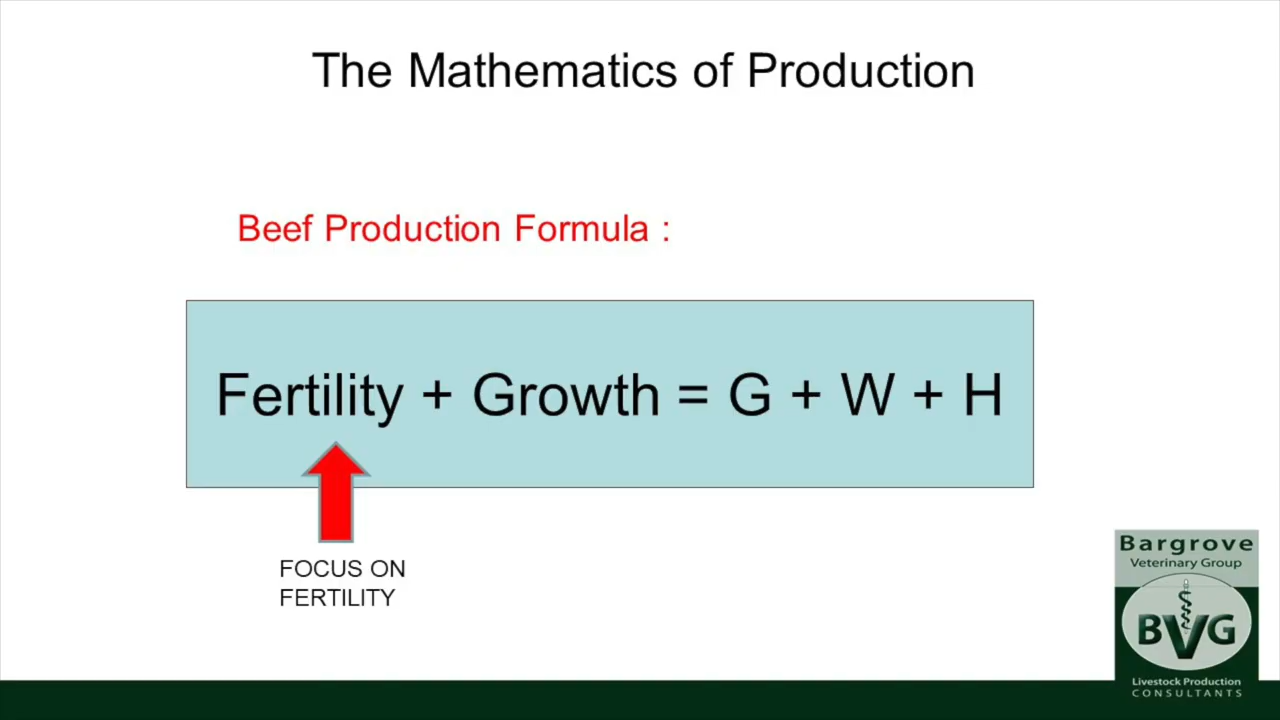 The Mathematics of Production
Beef Production Formula :
Fertility + Growth = G + W + H
FOCUS ON
FERTILITY
Bargrove
Veterinary Group
BVG
Livestock Production
CONSULTANTS